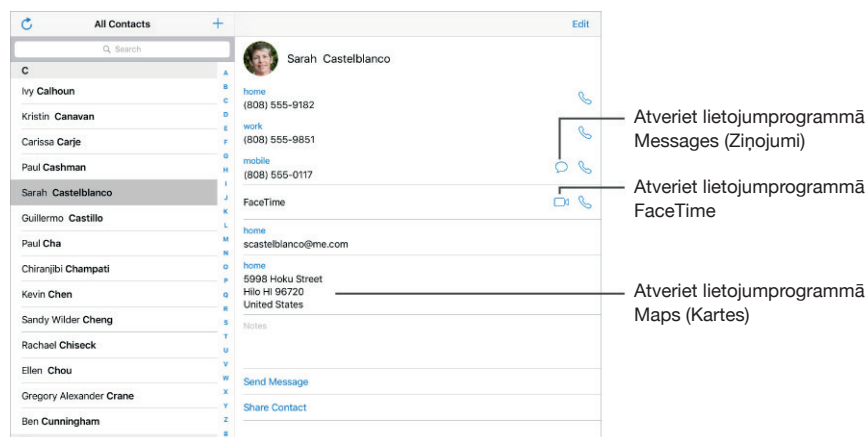 All Contacts
+
Edit
Search
C
Ivy Calhoun
Kristin Canavan
Carissa Carje
Paul Cashman
Sarah Castelblanco
Guillermo Castillo
Paul Cha
Chiranjibi Champati
Kevin Chen
Sandy Wilder Cheng
Rachael Chiseck
Ellen Chou
Gregory Alexander Crane
Ben Cunningham
A
B
C
D
E
F
G
H
I
J
K
L
M
N
O
P
Q
R
S
T
U
V
W
X
Y
Z
#
Sarah Castelblanco
home
(808) 555-9182
work
(808) 555-9851
mobile
(808) 555-0117
FaceTime
home
scastelblanco@me.com
home
5998 Hoku Street
Hilo HI 96720
United States
Notes
Send Message
Share Contact
Atveriet lietojumprogrammā
Messages (Ziņojumi)
Atveriet lietojumprogrammā
FaceTime
Atveriet lietojumprogrammā
Maps (Kartes)